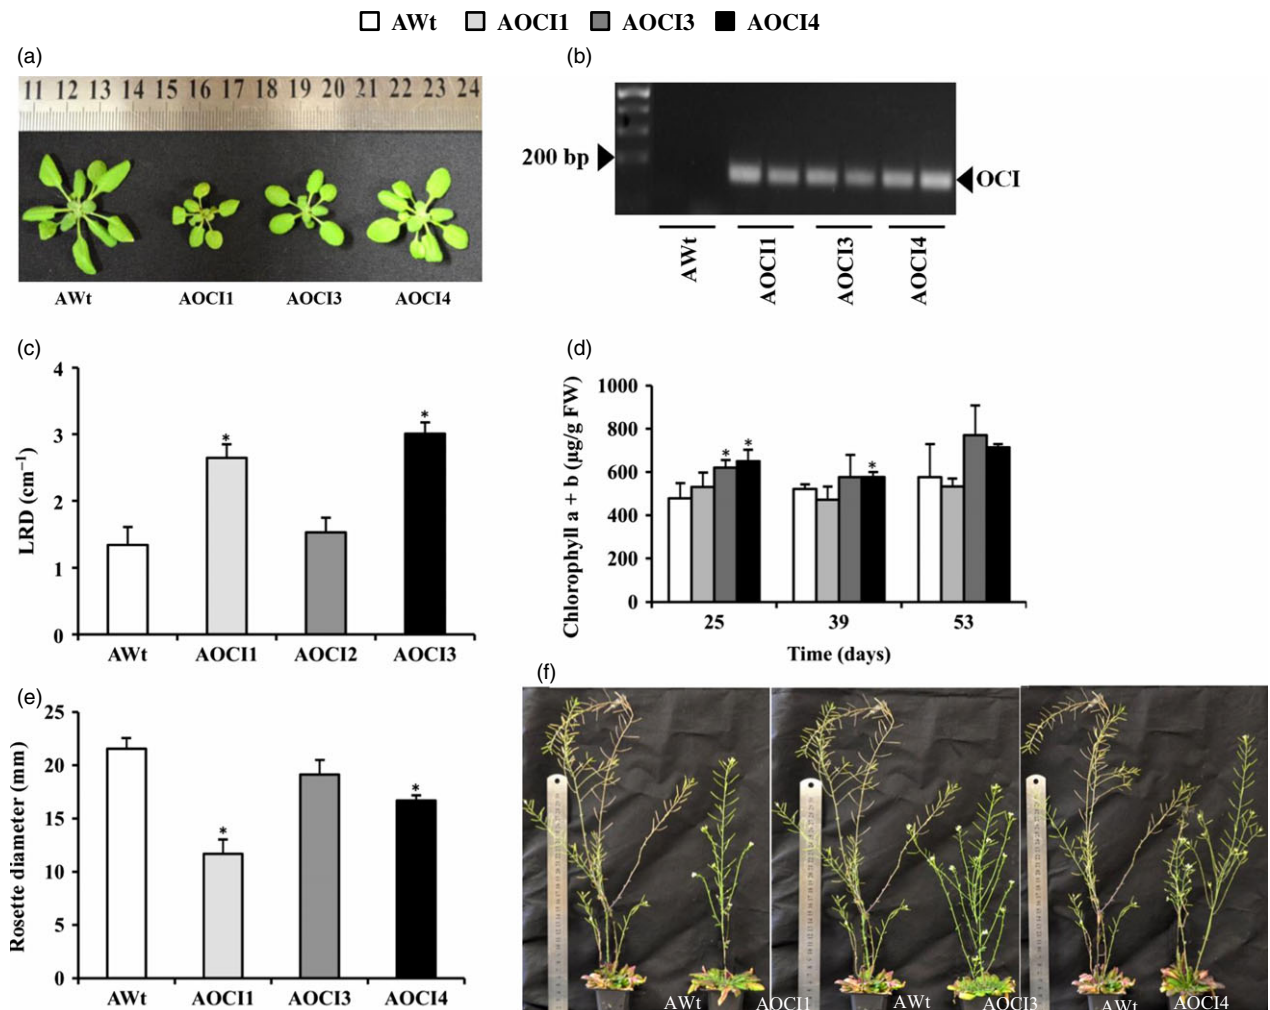 AWt AOCI1 AOCI3 AOCI4
(a)
11 12 13 14 15 16 17 18 19 20 21 22 23 24
AWt AOCI1 AOCI3 AOCI4
(b)
200 bp
OCI
AWt AOCI1 AOCI3 AOCI4
(c)
LRD (cm⁻¹)
4
3
2
1
0
* *
AWt AOCI1 AOCI2 AOCI3
(d)
Chlorophyll a + b (µg/g FW)
1000
800
600
400
200
0
* * *
25 39 53
Time (days)
(e)
Rosette diameter (mm)
25
20
15
10
5
0
* *
AWt AOCI1 AOCI3 AOCI4
(f)
AWt AOCI1 AWt AOCI3 AWt AOCI4